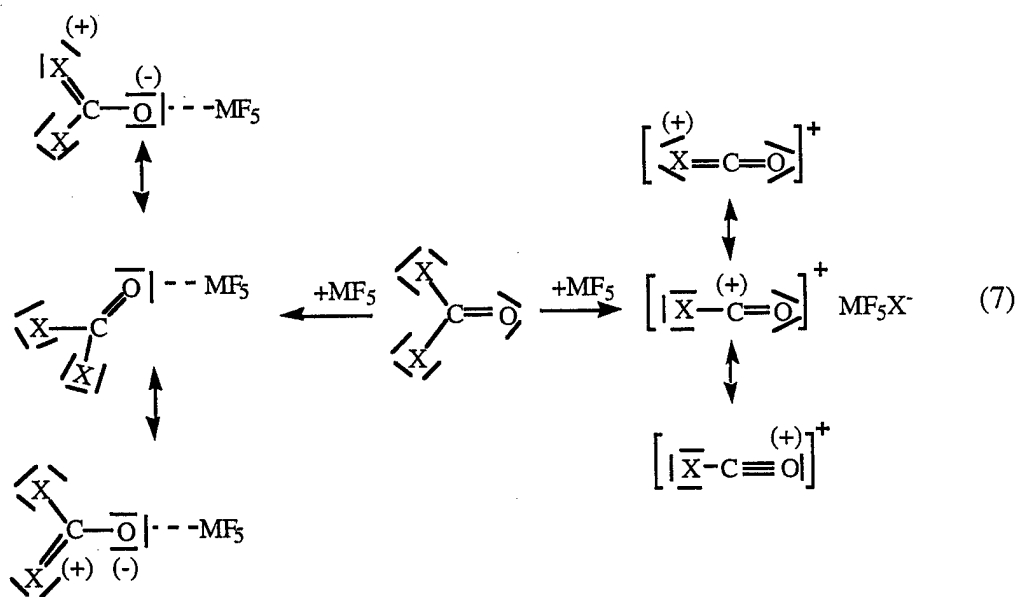 (+)
X (-)
C—O---MF₅
X
[ (+) X=C=O ]⁺
O---MF₅
X—C
X
+MF₅
X
C=O
X
+MF₅
[ X—C(+)=O ]⁺ MF₅X⁻ (7)
[ X-C≡O (+) ]⁺
X
C—O---MF₅
X (+) (-)